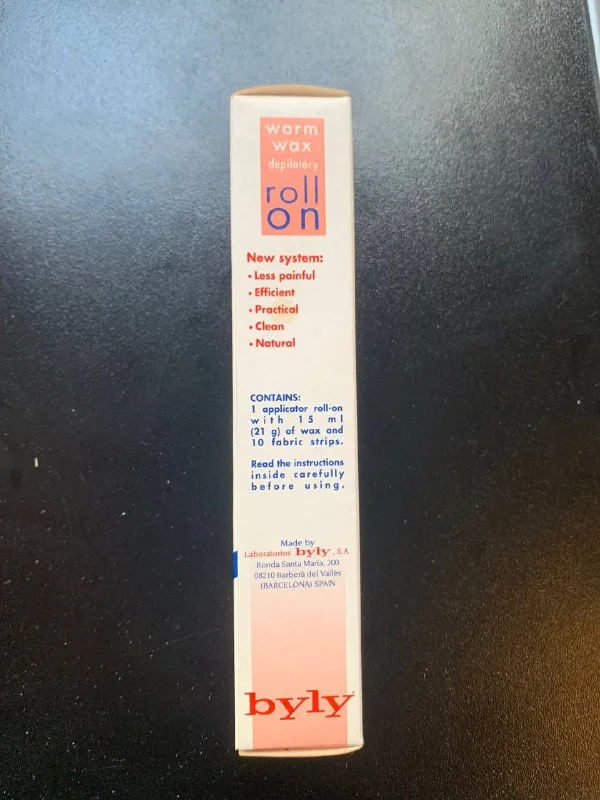 warm
wax
depilatory
roll
on
New system:
• Less painful
• Efficient
• Practical
• Clean
• Natural
CONTAINS:
1 applicator roll-on
with 15 ml
(21 g) of wax and
10 fabric strips.
Read the instructions
inside carefully
before using.
Made by
Laboratorios byly, S.A.
Ronda Santa María, 200
08210 Barberà del Vallès
(BARCELONA) SPAIN
byly